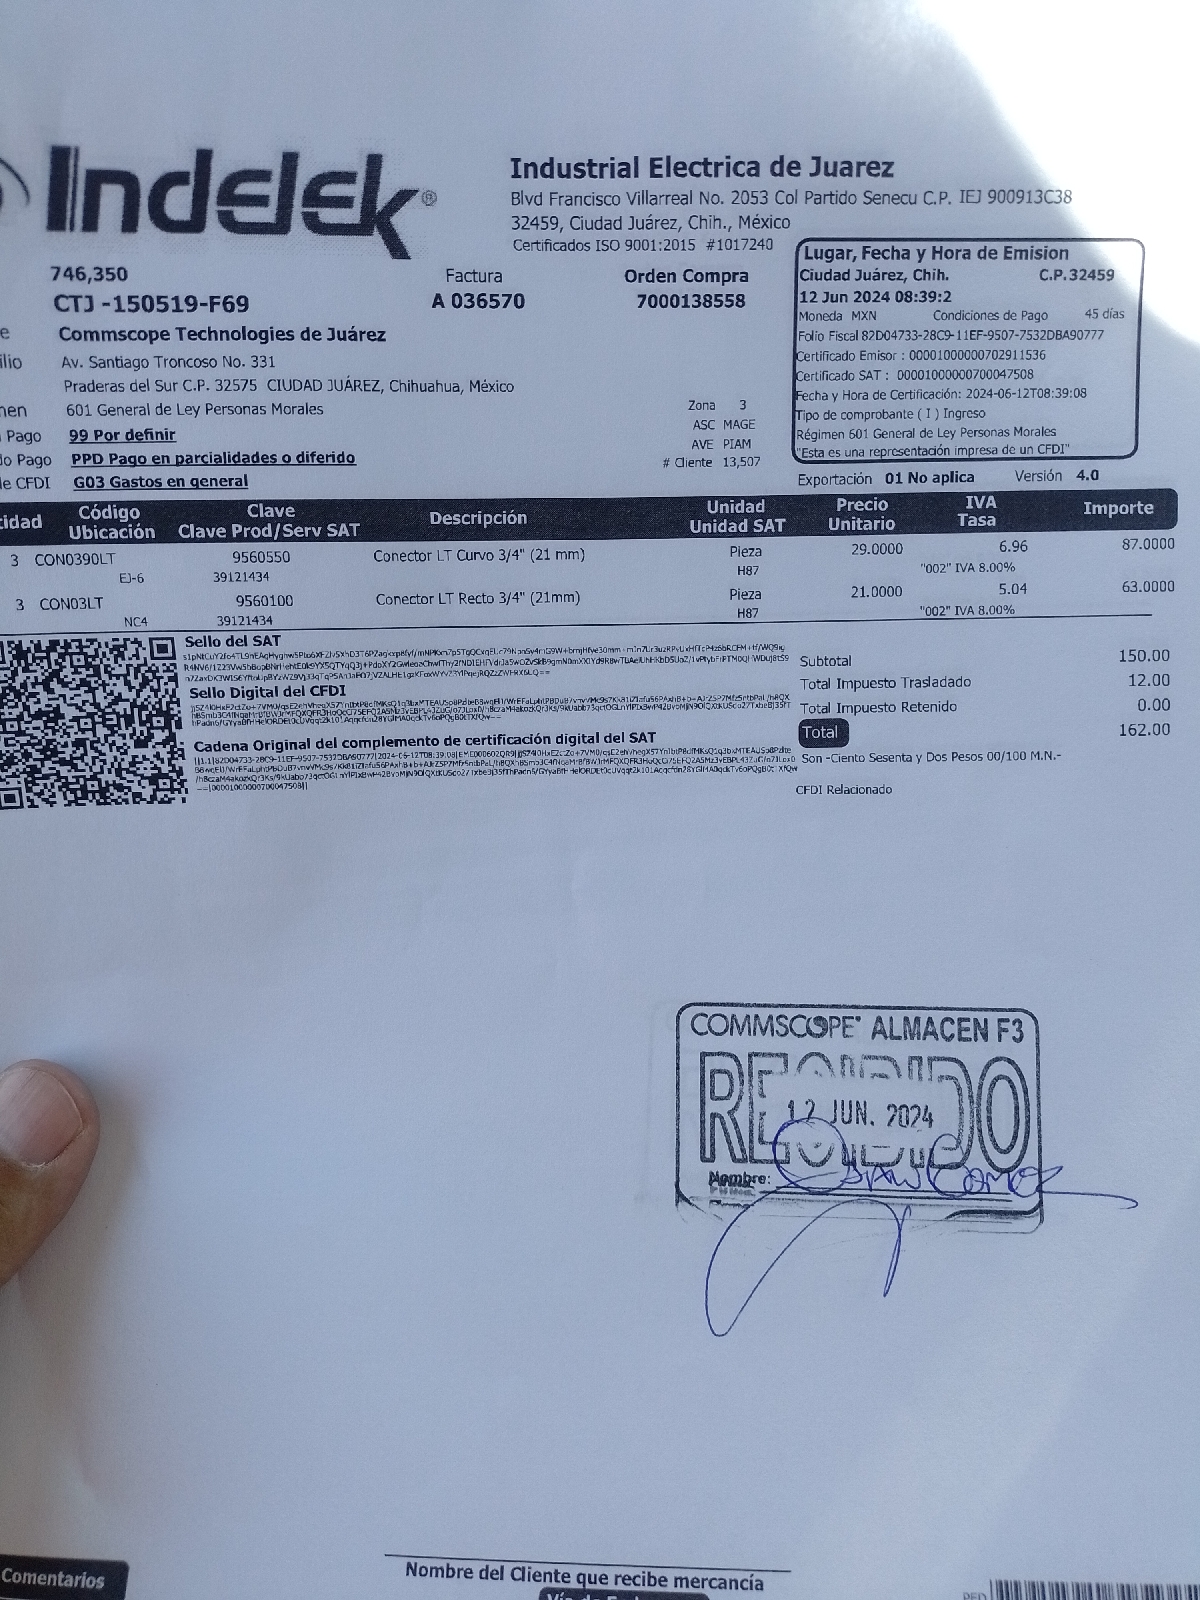 Indelek®
Industrial Electrica de Juarez
Blvd Francisco Villarreal No. 2053 Col Partido Senecu C.P. IEJ 900913C38
32459, Ciudad Juárez, Chih., México
Certificados ISO 9001:2015 #1017240
746,350
Factura
Orden Compra
CTJ -150519-F69
A 036570
7000138558
Lugar, Fecha y Hora de Emision
Ciudad Juárez, Chih. C.P. 32459
12 Jun 2024 08:39:2
Moneda MXN Condiciones de Pago 45 días
Folio Fiscal 82D04733-28C9-11EF-9507-7532DBA90777
Certificado Emisor : 00001000000702911536
Certificado SAT : 00001000000700047508
Fecha y Hora de Certificación: 2024-06-12T08:39:08
Tipo de comprobante ( I ) Ingreso
Régimen 601 General de Ley Personas Morales
"Esta es una representación impresa de un CFDI"
e Commscope Technologies de Juárez
ilio Av. Santiago Troncoso No. 331
Praderas del Sur C.P. 32575 CIUDAD JUÁREZ, Chihuahua, México
men 601 General de Ley Personas Morales
Pago 99 Por definir
do Pago PPD Pago en parcialidades o diferido
de CFDI G03 Gastos en general
Zona 3
ASC MAGE
AVE PIAM
# Cliente 13,507
Exportación 01 No aplica Versión 4.0
tidad Código Ubicación Clave Clave Prod/Serv SAT Descripción Unidad Unidad SAT Precio Unitario IVA Tasa Importe
3 CON0390LT 9560550 Conector LT Curvo 3/4" (21 mm) Pieza 29.0000 6.96 87.0000
EJ-6 39121434 H87 "002" IVA 8.00%
3 CON03LT 9560100 Conector LT Recto 3/4" (21mm) Pieza 21.0000 5.04 63.0000
NC4 39121434 H87 "002" IVA 8.00%
Sello del SAT
Sello Digital del CFDI
Cadena Original del complemento de certificación digital del SAT
==|00001000000700047508||
Subtotal 150.00
Total Impuesto Trasladado 12.00
Total Impuesto Retenido 0.00
Total 162.00
Son -Ciento Sesenta y Dos Pesos 00/100 M.N.-
CFDI Relacionado
COMMSCOPE ALMACEN F3
RECIBIDO
12 JUN. 2024
Nombre:
Comentarios
Nombre del Cliente que recibe mercancía
PED